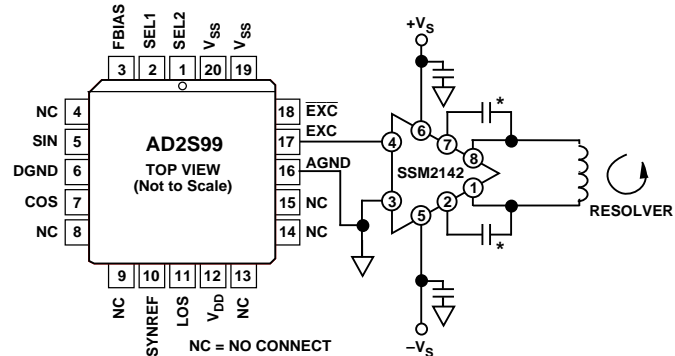 FBIAS
SEL1
SEL2
VSS
VSS
3
2
1
20
19
+VS
NC
4
SIN
5
DGND
6
COS
7
NC
8
AD2S99
TOP VIEW
(Not to Scale)
18
EXC
17
EXC
16
AGND
15
NC
14
NC
9
10
11
12
13
NC
SYNREF
LOS
VDD
NC
NC = NO CONNECT
4
3
6
7
8
SSM2142
1
2
5
*
*
RESOLVER
–VS